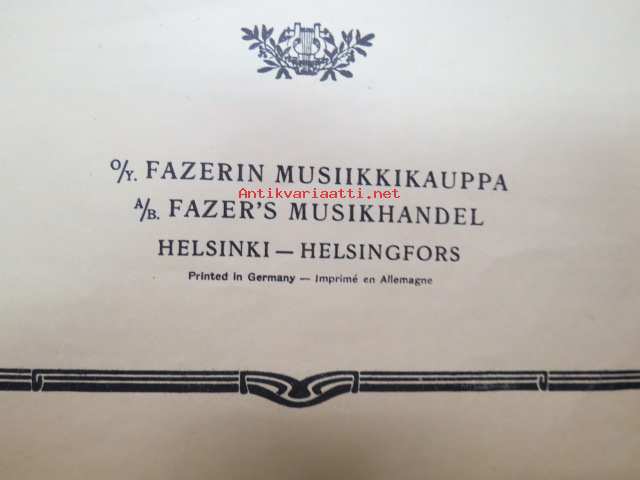 O/Y. FAZERIN MUSIIKKIKAUPPA
Antikvariaatti.net
A/B. FAZER'S MUSIKHANDEL
HELSINKI — HELSINGFORS
Printed in Germany — Imprimé en Allemagne